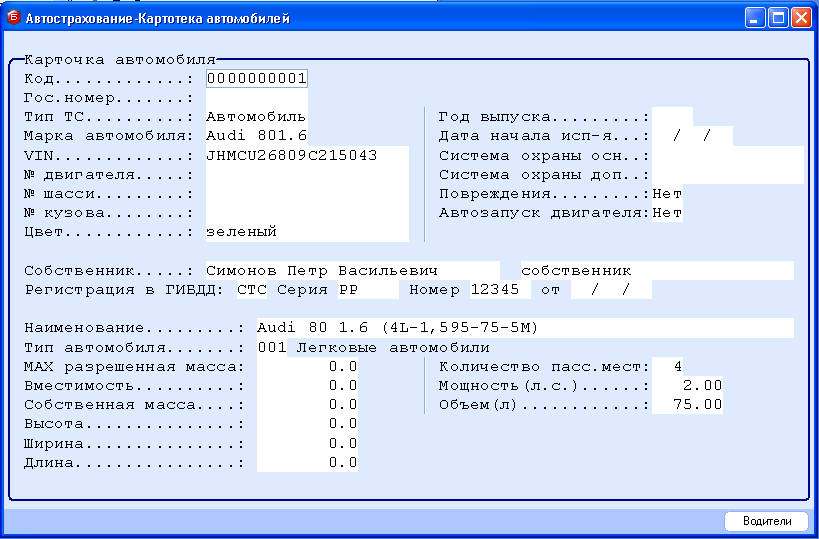 Автострахование-Картотека автомобилей
Карточка автомобиля
Код.............: 0000000001
Гос.номер.......:
Тип ТС..........: Автомобиль Год выпуска.........:
Марка автомобиля: Audi 801.6 Дата начала исп-я...: / /
VIN.............: JHMCU26809C215043 Система охраны осн..:
№ двигателя.....: Система охраны доп..:
№ шасси.........: Повреждения.........:Нет
№ кузова........: Автозапуск двигателя:Нет
Цвет............: зеленый
Собственник.....: Симонов Петр Васильевич собственник
Регистрация в ГИБДД: СТС Серия РР Номер 12345 от / /
Наименование.........: Audi 80 1.6 (4L-1,595-75-5M)
Тип автомобиля.......: 001 Легковые автомобили
MAX разрешенная масса: 0.0 Количество пасс.мест: 4
Вместимость..........: 0.0 Мощность(л.с.)......: 2.00
Собственная масса....: 0.0 Объем(л)............: 75.00
Высота...............: 0.0
Ширина...............: 0.0
Длина................: 0.0
Водители